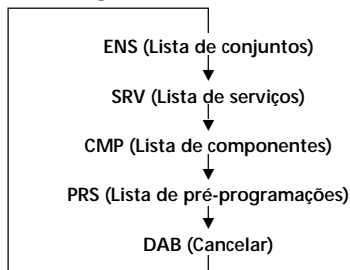 ENS (Lista de conjuntos)
SRV (Lista de serviços)
CMP (Lista de componentes)
PRS (Lista de pré-programações)
DAB (Cancelar)